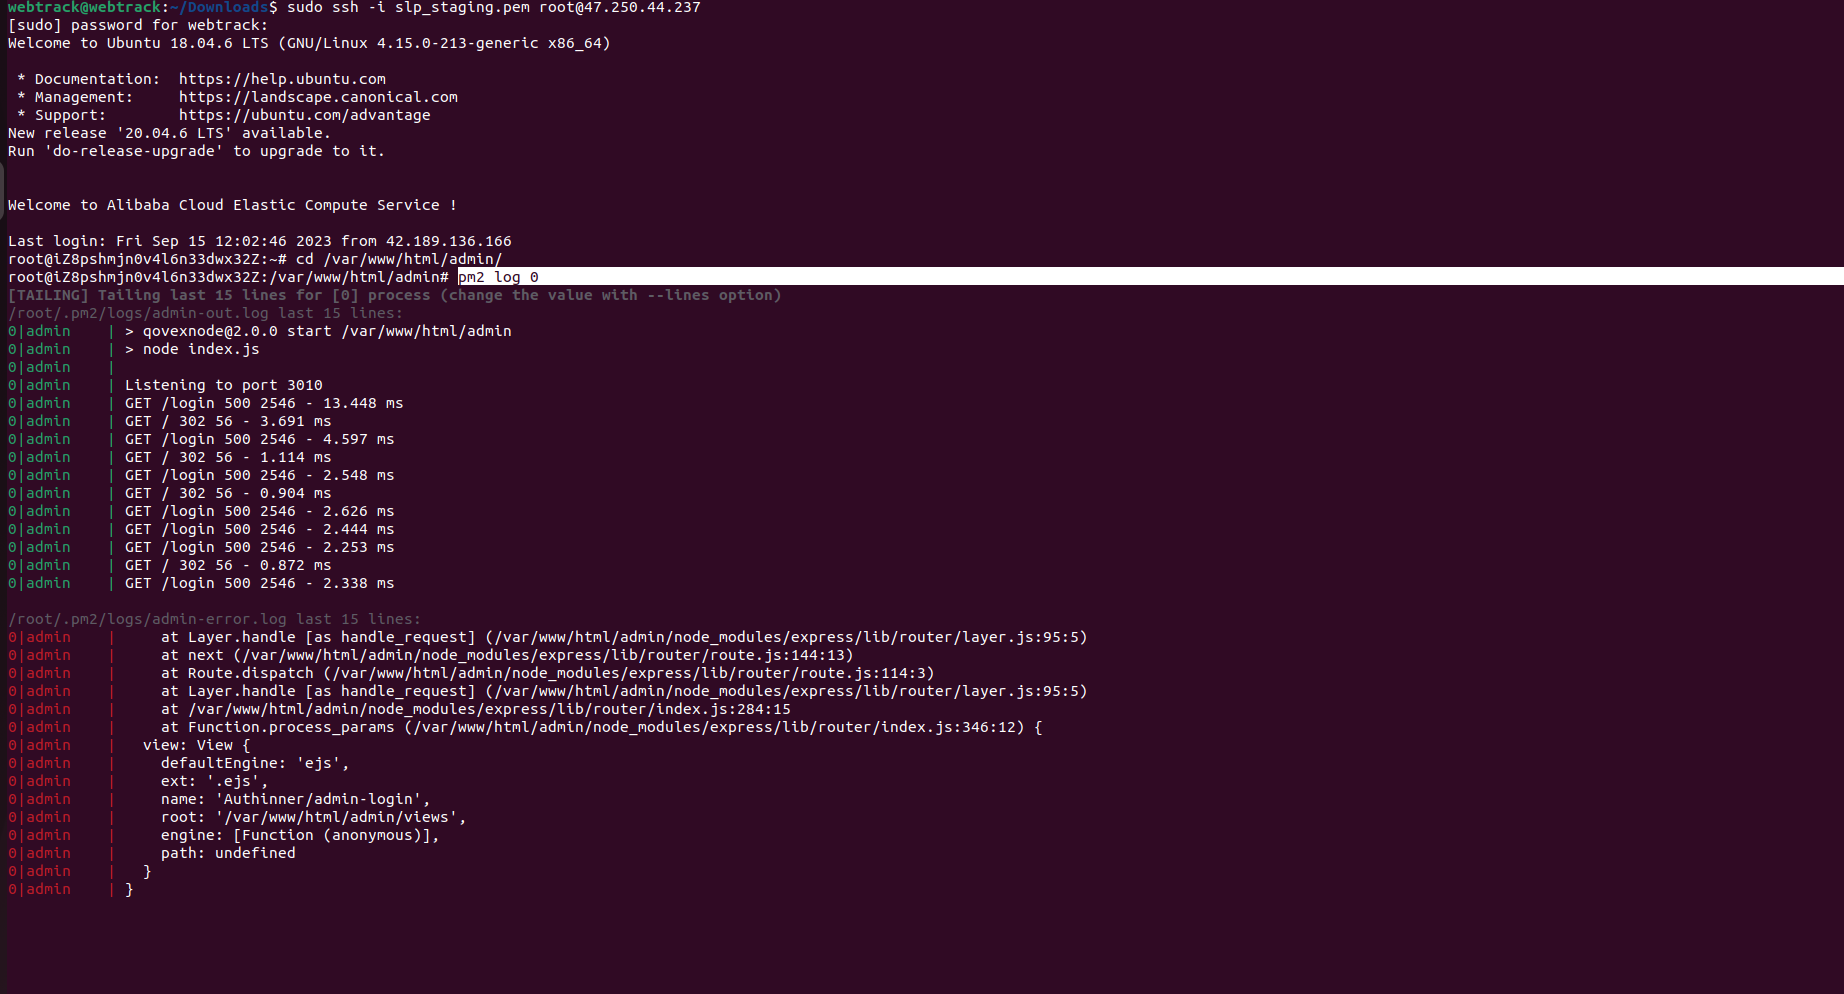 webtrack@webtrack:~/Downloads$ sudo ssh -i slp_staging.pem root@47.250.44.237
[sudo] password for webtrack:
Welcome to Ubuntu 18.04.6 LTS (GNU/Linux 4.15.0-213-generic x86_64)
* Documentation:  https://help.ubuntu.com
* Management:     https://landscape.canonical.com
* Support:        https://ubuntu.com/advantage
New release '20.04.6 LTS' available.
Run 'do-release-upgrade' to upgrade to it.
Welcome to Alibaba Cloud Elastic Compute Service !
Last login: Fri Sep 15 12:02:46 2023 from 42.189.136.166
root@iZ8pshmjn0v4l6n33dwx32Z:~# cd /var/www/html/admin/
root@iZ8pshmjn0v4l6n33dwx32Z:/var/www/html/admin# pm2 log 0
[TAILING] Tailing last 15 lines for [0] process (change the value with --lines option)
/root/.pm2/logs/admin-out.log last 15 lines:
0|admin    | > qovexnode@2.0.0 start /var/www/html/admin
0|admin    | > node index.js
0|admin    |
0|admin    | Listening to port 3010
0|admin    | GET /login 500 2546 - 13.448 ms
0|admin    | GET / 302 56 - 3.691 ms
0|admin    | GET /login 500 2546 - 4.597 ms
0|admin    | GET / 302 56 - 1.114 ms
0|admin    | GET /login 500 2546 - 2.548 ms
0|admin    | GET / 302 56 - 0.904 ms
0|admin    | GET /login 500 2546 - 2.626 ms
0|admin    | GET /login 500 2546 - 2.444 ms
0|admin    | GET /login 500 2546 - 2.253 ms
0|admin    | GET / 302 56 - 0.872 ms
0|admin    | GET /login 500 2546 - 2.338 ms
/root/.pm2/logs/admin-error.log last 15 lines:
0|admin    |     at Layer.handle [as handle_request] (/var/www/html/admin/node_modules/express/lib/router/layer.js:95:5)
0|admin    |     at next (/var/www/html/admin/node_modules/express/lib/router/route.js:144:13)
0|admin    |     at Route.dispatch (/var/www/html/admin/node_modules/express/lib/router/route.js:114:3)
0|admin    |     at Layer.handle [as handle_request] (/var/www/html/admin/node_modules/express/lib/router/layer.js:95:5)
0|admin    |     at /var/www/html/admin/node_modules/express/lib/router/index.js:284:15
0|admin    |     at Function.process_params (/var/www/html/admin/node_modules/express/lib/router/index.js:346:12) {
0|admin    |   view: View {
0|admin    |     defaultEngine: 'ejs',
0|admin    |     ext: '.ejs',
0|admin    |     name: 'Authinner/admin-login',
0|admin    |     root: '/var/www/html/admin/views',
0|admin    |     engine: [Function (anonymous)],
0|admin    |     path: undefined
0|admin    |   }
0|admin    | }